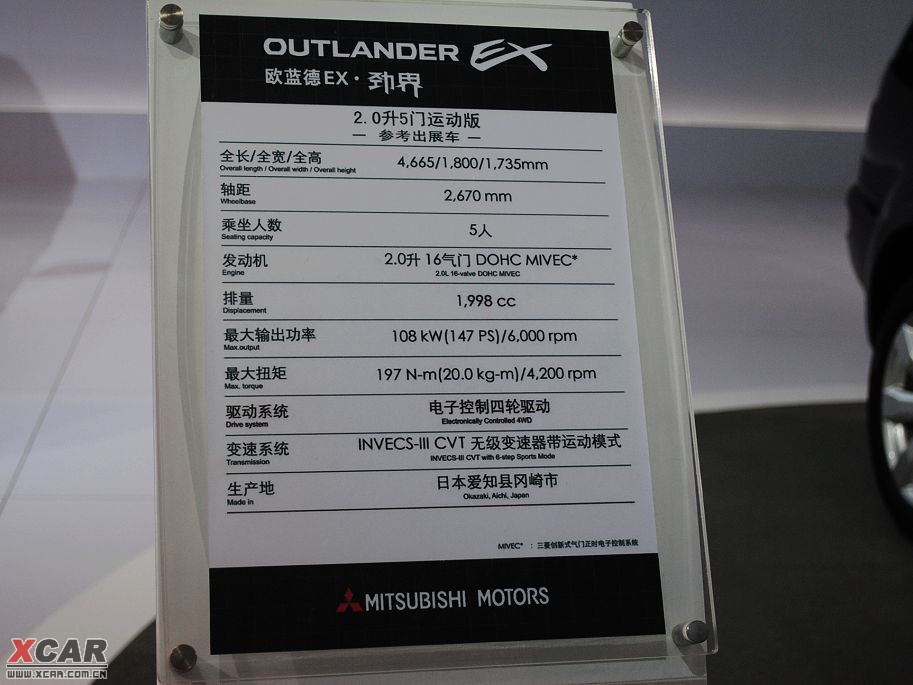 OUTLANDER EX
欧蓝德EX·劲界
2.0升5门运动版
— 参考出展车 —
全长/全宽/全高 4,665/1,800/1,735mm
Overall length / Overall width / Overall height
轴距 2,670 mm
Wheelbase
乘坐人数 5人
Seating capacity
发动机 2.0升 16气门 DOHC MIVEC*
Engine 2.0L 16-valve DOHC MIVEC
排量 1,998 cc
Displacement
最大输出功率 108 kW(147 PS)/6,000 rpm
Max.output
最大扭矩 197 N-m(20.0 kg-m)/4,200 rpm
Max. torque
驱动系统 电子控制四轮驱动
Drive system Electronically Controlled 4WD
变速系统 INVECS-III CVT 无级变速器带运动模式
Transmission INVECS-III CVT with 6-step Sports Mode
生产地 日本爱知县冈崎市
Made in Okazaki, Aichi, Japan
MIVEC* : 三菱创新式气门正时电子控制系统
MITSUBISHI MOTORS
XCAR
WWW.XCAR.COM.CN